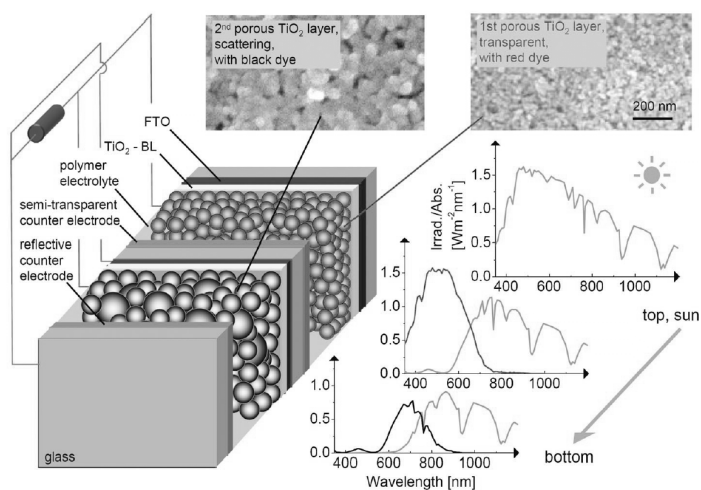 2nd porous TiO2 layer,
scattering,
with black dye
1st porous TiO2 layer,
transparent,
with red dye
200 nm
FTO
TiO2 - BL
polymer
electrolyte
semi-transparent
counter electrode
reflective
counter
electrode
glass
Irrad./Abs.
[Wm-2nm-1]
1.5
1.0
0.5
0.0
400 600 800 1000
1.5
1.0
0.5
0.0
400 600 800 1000
1.0
0.5
0.0
400 600 800 1000
Wavelength [nm]
top, sun
bottom